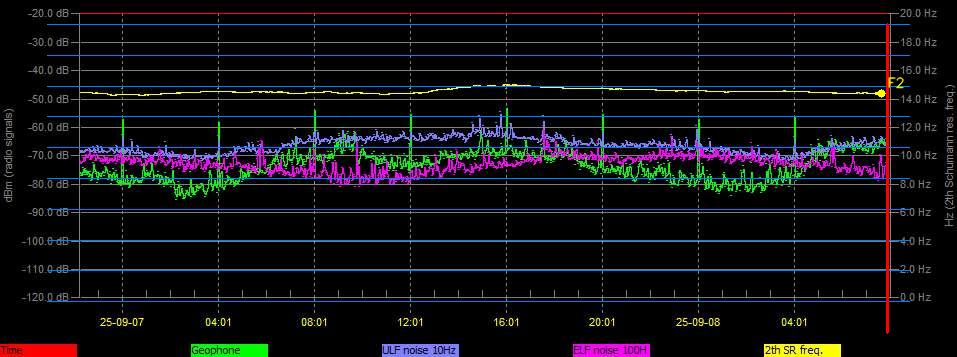 -20.0 dB
-30.0 dB
-40.0 dB
-50.0 dB
-60.0 dB
-70.0 dB
-80.0 dB
-90.0 dB
-100.0 dB
-110.0 dB
-120.0 dB
dBm (radio signals)
20.0 Hz
18.0 Hz
16.0 Hz
14.0 Hz
12.0 Hz
10.0 Hz
8.0 Hz
6.0 Hz
4.0 Hz
2.0 Hz
0.0 Hz
Hz (2th Schumann res. freq.)
F2
25-09-07 04:01 08:01 12:01 16:01 20:01 25-09-08 04:01
Time Geophone ULF noise 10Hz ELF noise 100H 2th SR freq.